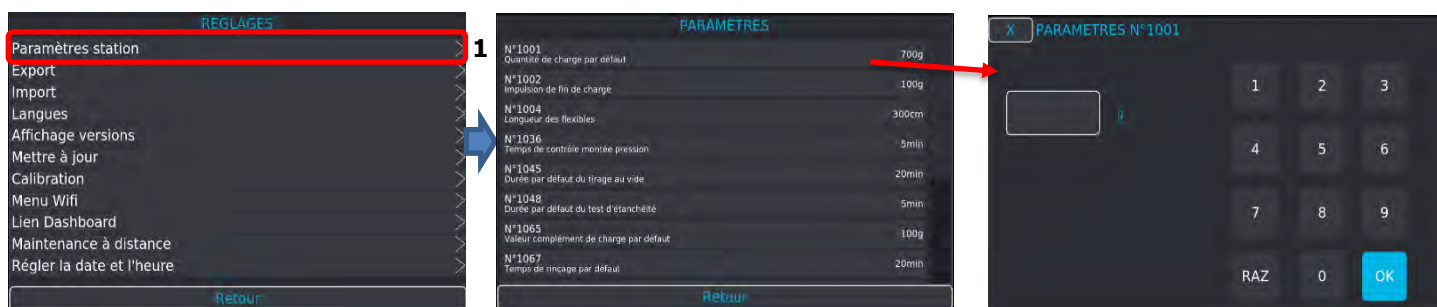 REGLAGES
Paramètres station >
1
Export >
Import >
Langues >
Affichage versions >
Mettre à jour >
Calibration >
Menu Wifi >
Lien Dashboard >
Maintenance à distance >
Régler la date et l'heure >
Retour
PARAMETRES
N°1001
Quantité de charge par défaut 700g
N°1002
Impulsion de fin de charge 100g
N°1004
Longueur des flexibles 300cm
N°1036
Temps de contrôle montée pression 5min
N°1045
Durée par défaut du tirage au vide 20min
N°1048
Durée par défaut du test d'étanchéité 5min
N°1065
Valeur complément de charge par défaut 100g
N°1067
Temps de rinçage par défaut 20min
Retour
X PARAMETRES N°1001
g
1 2 3
4 5 6
7 8 9
RAZ 0 OK